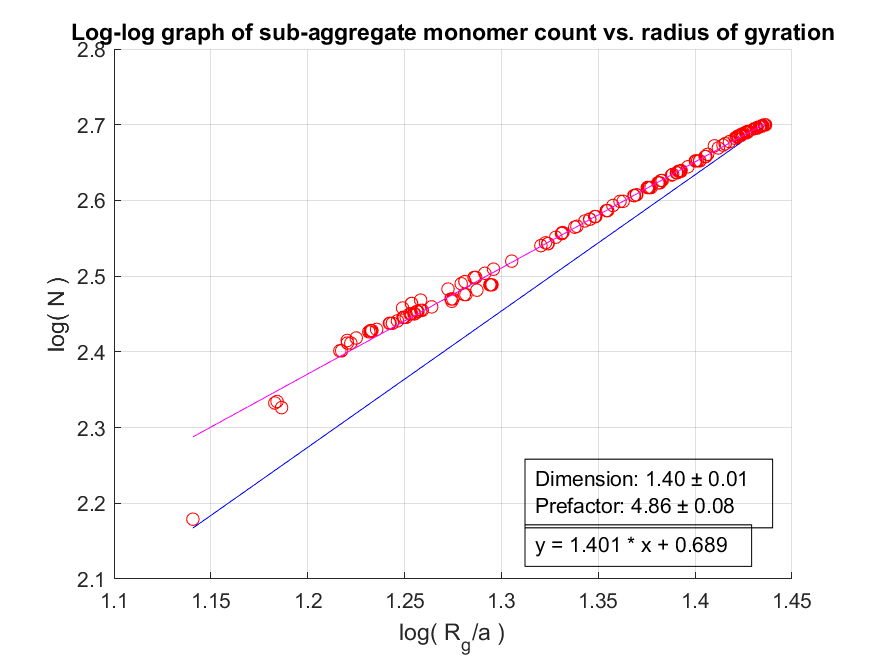 Log-log graph of sub-aggregate monomer count vs. radius of gyration
2.8
2.7
2.6
2.5
2.4
2.3
2.2
2.1
log( N )
Dimension: 1.40 ± 0.01
Prefactor: 4.86 ± 0.08
y = 1.401 * x + 0.689
1.1 1.15 1.2 1.25 1.3 1.35 1.4 1.45
log( R_g/a )